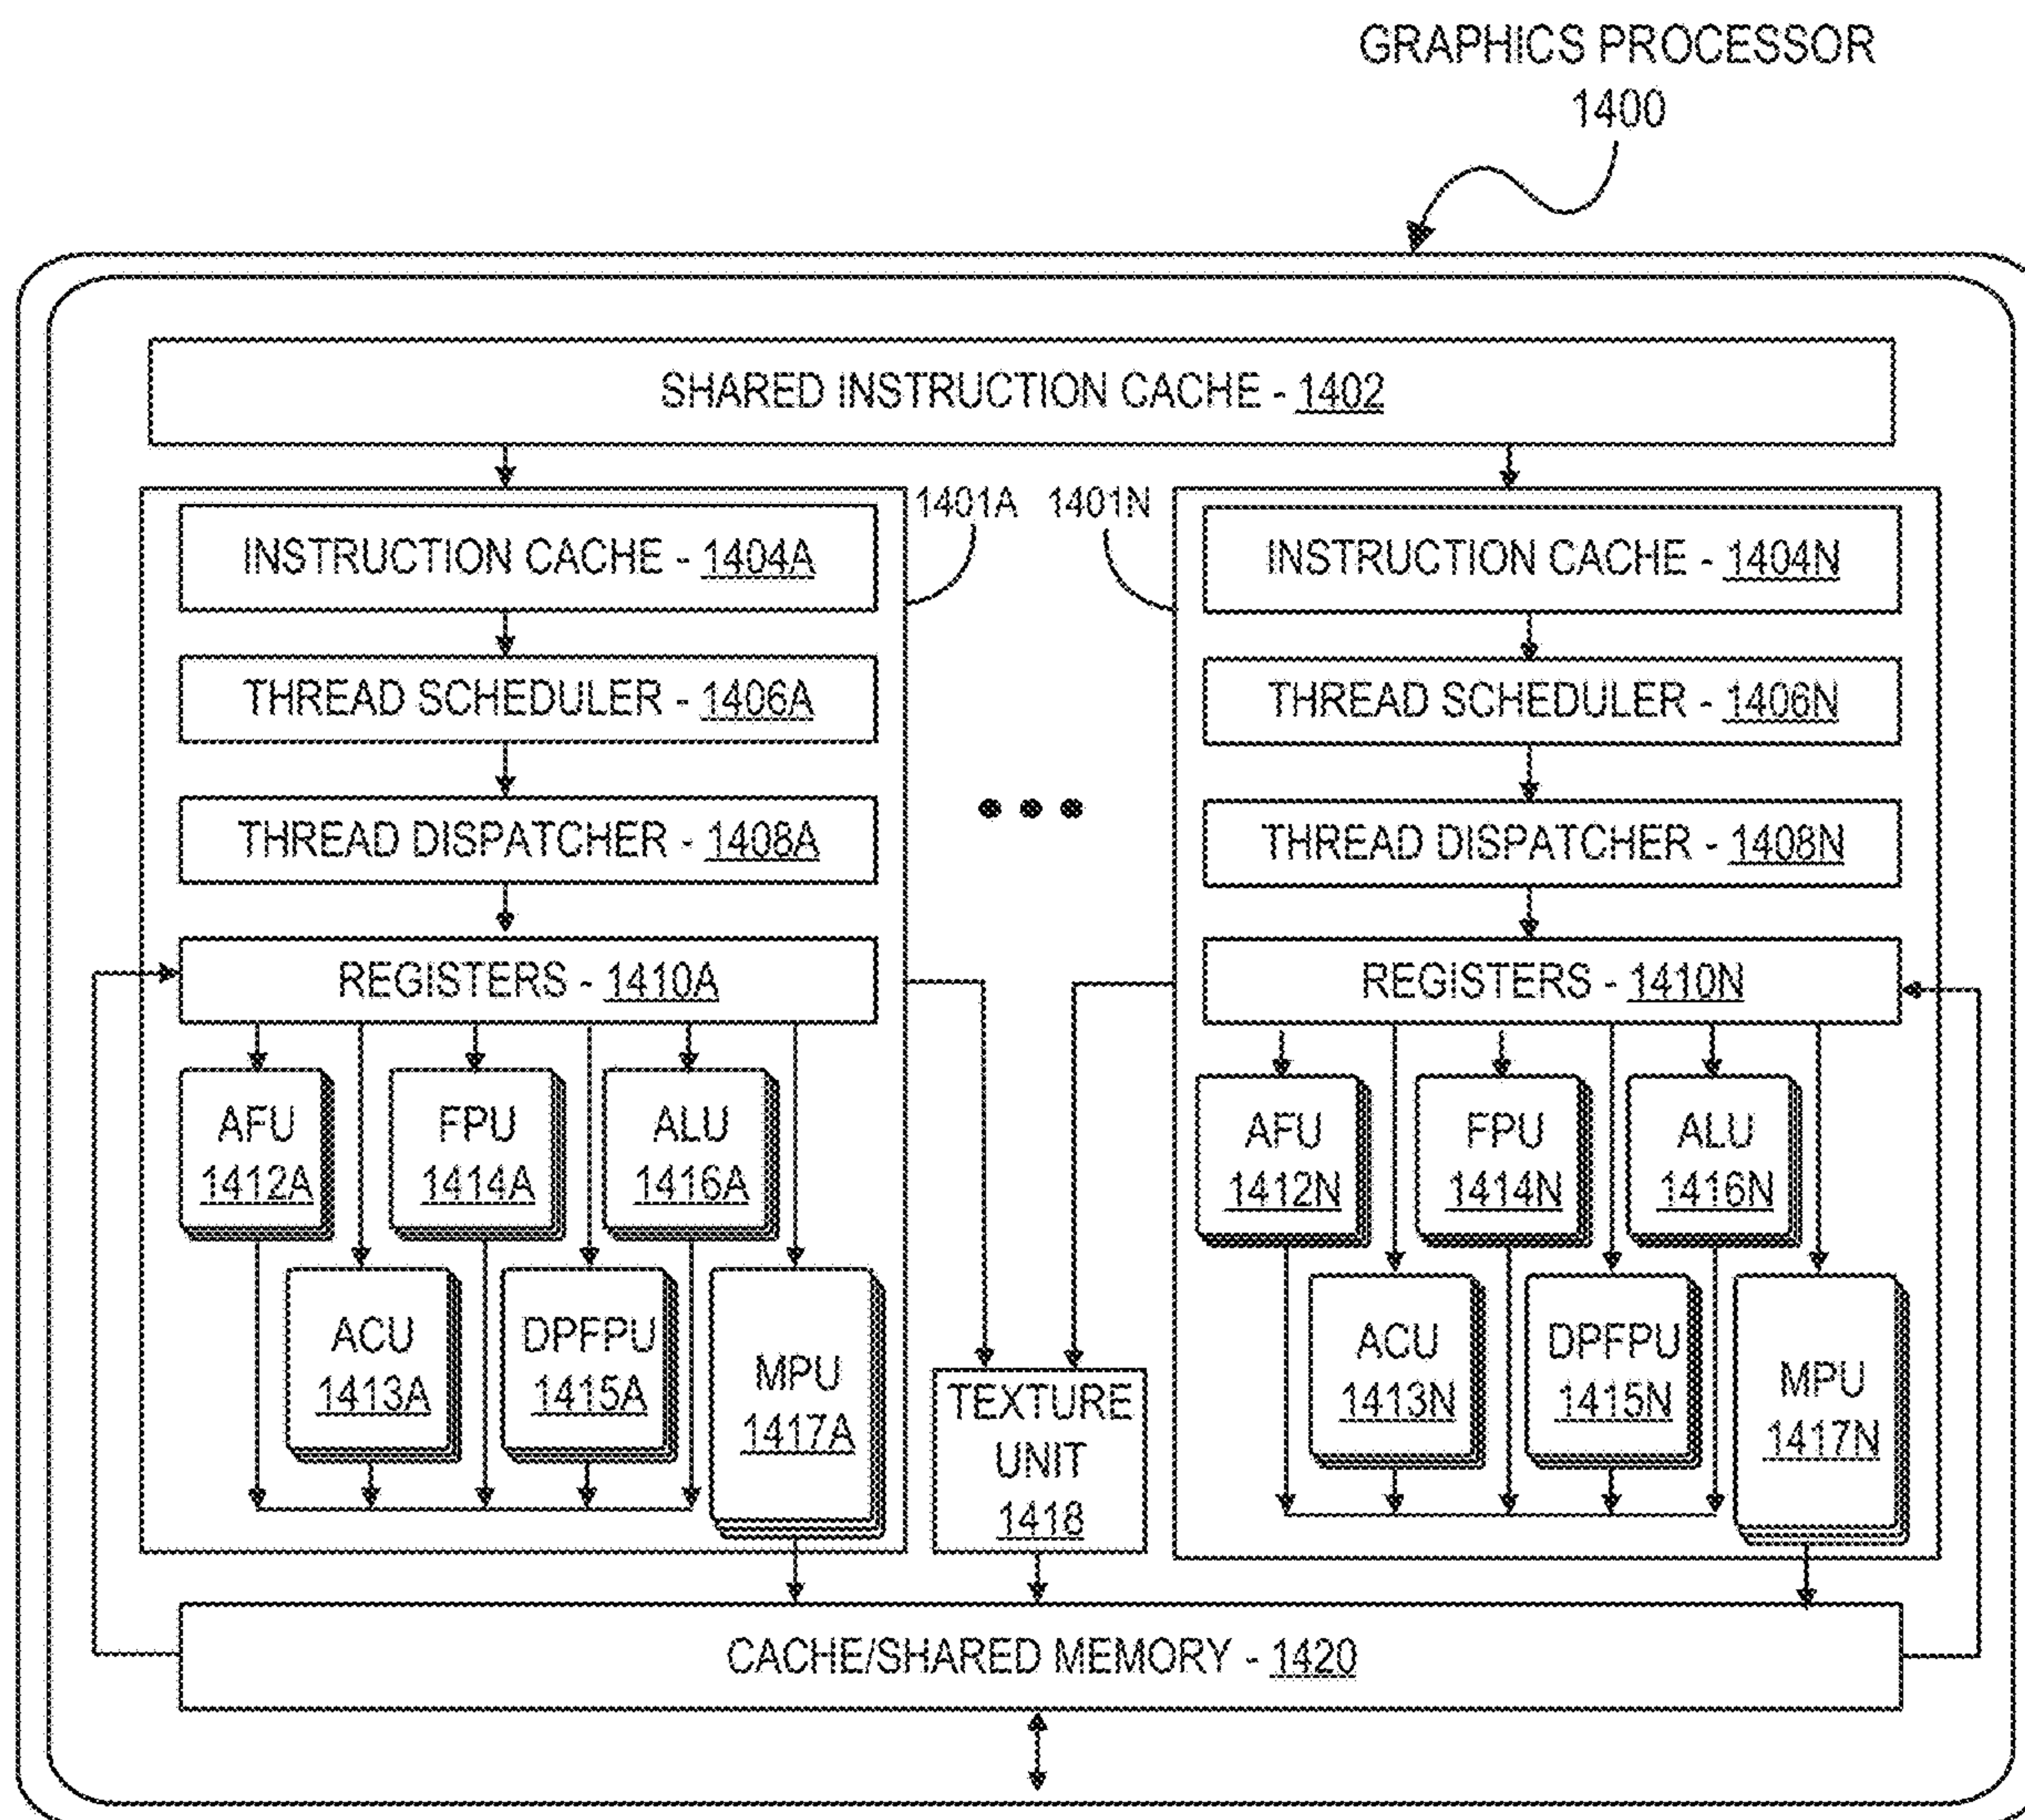 GRAPHICS PROCESSOR
1400
SHARED INSTRUCTION CACHE - 1402
1401A
1401N
INSTRUCTION CACHE - 1404A
THREAD SCHEDULER - 1406A
THREAD DISPATCHER - 1408A
REGISTERS - 1410A
AFU
1412A
FPU
1414A
ALU
1416A
ACU
1413A
DPFPU
1415A
MPU
1417A
INSTRUCTION CACHE - 1404N
THREAD SCHEDULER - 1406N
THREAD DISPATCHER - 1408N
REGISTERS - 1410N
AFU
1412N
FPU
1414N
ALU
1416N
ACU
1413N
DPFPU
1415N
MPU
1417N
TEXTURE
UNIT
1418
CACHE/SHARED MEMORY - 1420